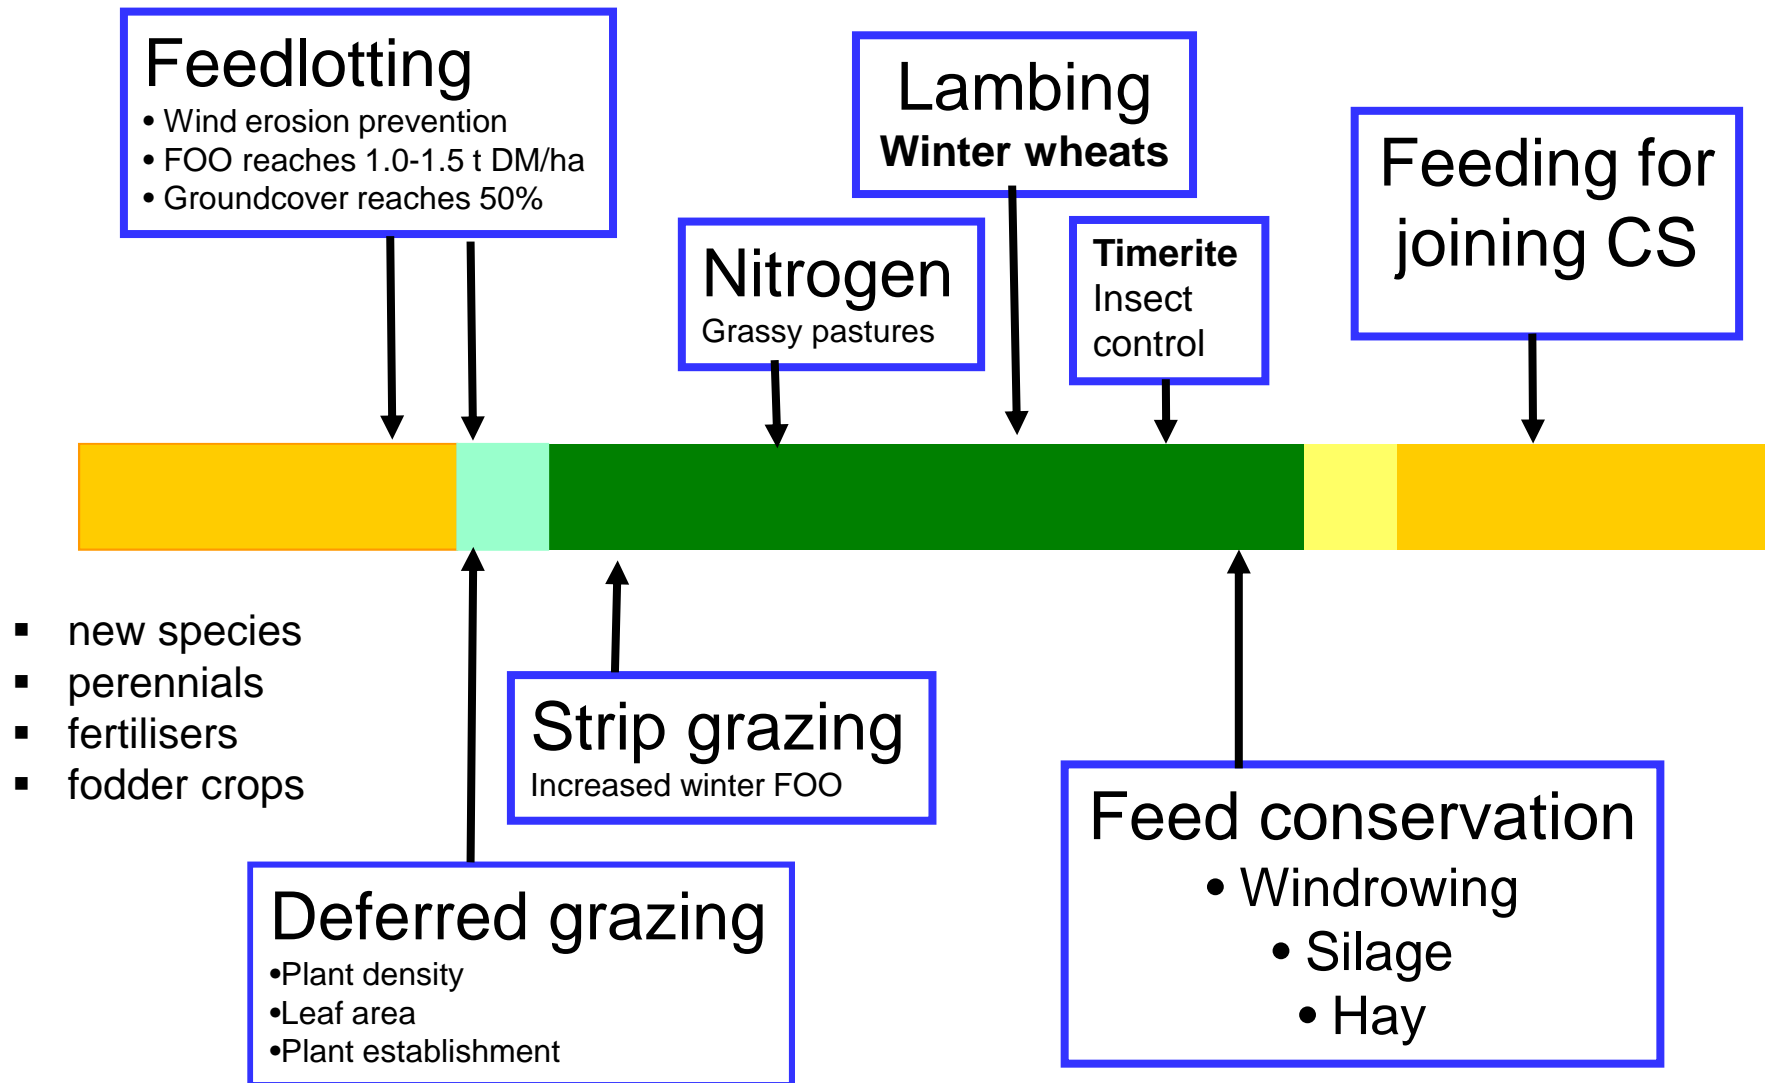 Feedlotting
• Wind erosion prevention
• FOO reaches 1.0-1.5 t DM/ha
• Groundcover reaches 50%
Lambing
Winter wheats
Feeding for
joining CS
Nitrogen
Grassy pastures
Timerite
Insect
control
▪ new species
▪ perennials
▪ fertilisers
▪ fodder crops
Strip grazing
Increased winter FOO
Deferred grazing
•Plant density
•Leaf area
•Plant establishment
Feed conservation
• Windrowing
• Silage
• Hay